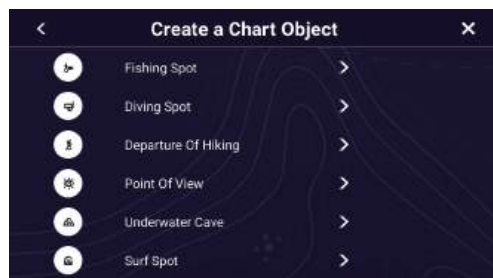 Create a Chart Object
Fishing Spot
Diving Spot
Departure Of Hiking
Point Of View
Underwater Cave
Surf Spot